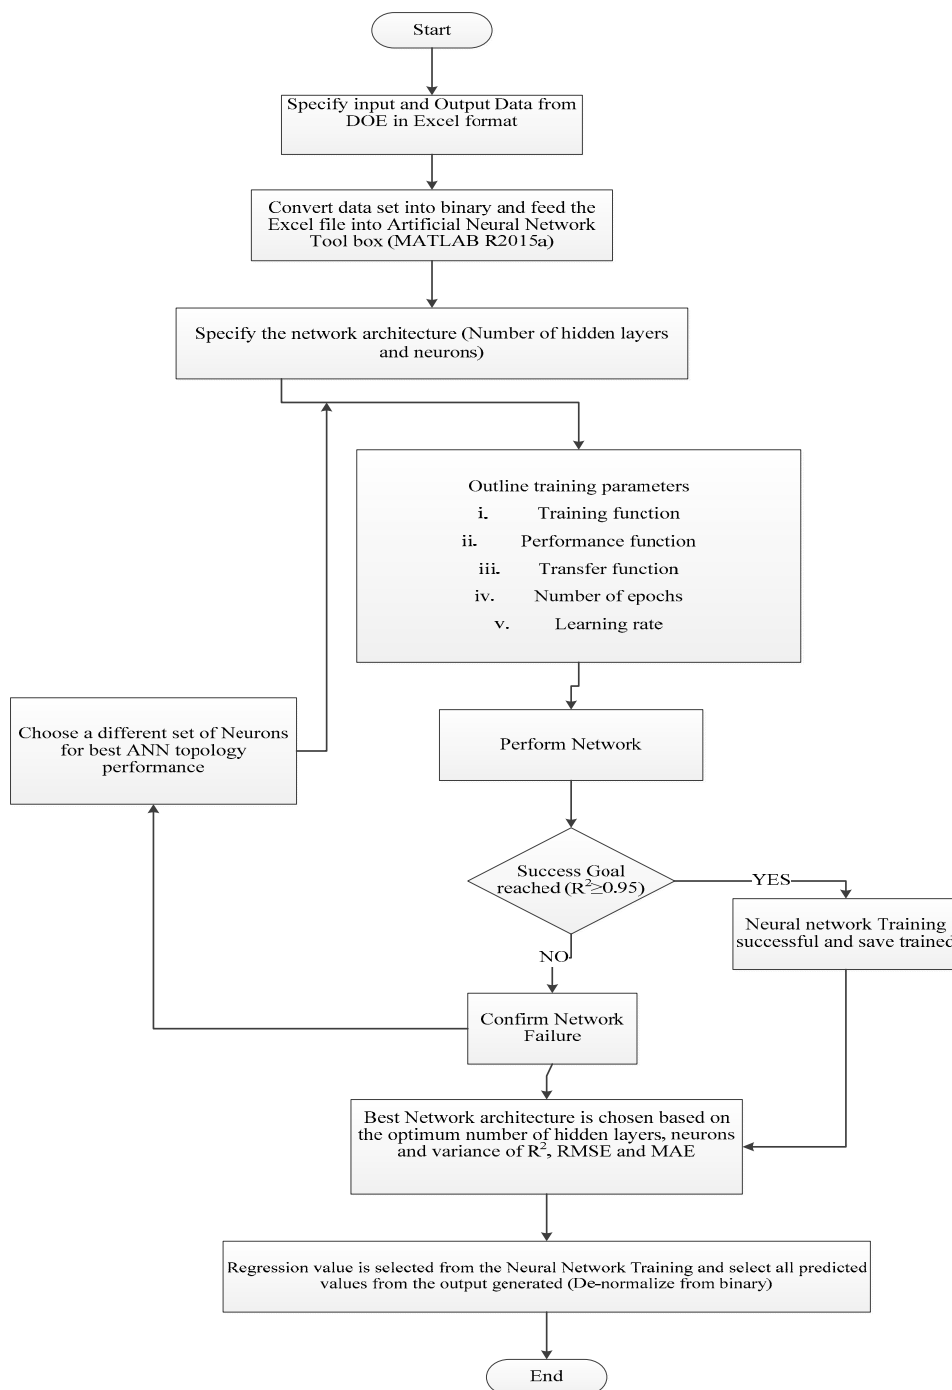 Start
Specify input and Output Data from
DOE in Excel format
Convert data set into binary and feed the
Excel file into Artificial Neural Network
Tool box (MATLAB R2015a)
Specify the network architecture (Number of hidden layers
and neurons)
Outline training parameters
i. Training function
ii. Performance function
iii. Transfer function
iv. Number of epochs
v. Learning rate
Choose a different set of Neurons
for best ANN topology
performance
Perform Network
Success Goal
reached (R²≥0.95)
YES
Neural network Training
successful and save trained
NO
Confirm Network
Failure
Best Network architecture is chosen based on
the optimum number of hidden layers, neurons
and variance of R², RMSE and MAE
Regression value is selected from the Neural Network Training and select all predicted
values from the output generated (De-normalize from binary)
End